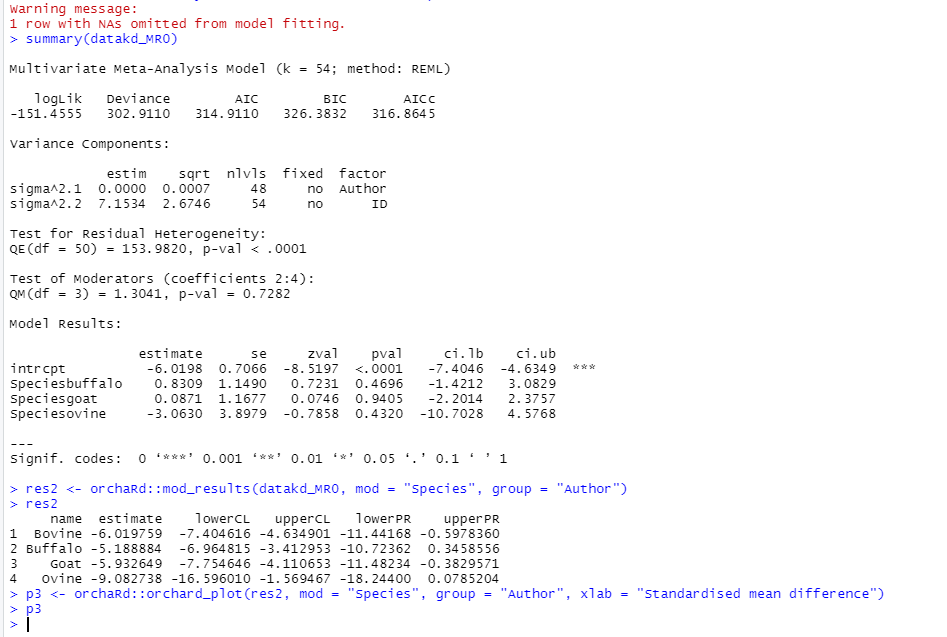 Warning message:
1 row with NAs omitted from model fitting.
> summary(datakd_MR0)
Multivariate Meta-Analysis Model (k = 54; method: REML)
logLik Deviance AIC BIC AICc
-151.4555 302.9110 314.9110 326.3832 316.8645
Variance Components:
estim sqrt nlvls fixed factor
sigma^2.1 0.0000 0.0007 48 no Author
sigma^2.2 7.1534 2.6746 54 no ID
Test for Residual Heterogeneity:
QE(df = 50) = 153.9820, p-val < .0001
Test of Moderators (coefficients 2:4):
QM(df = 3) = 1.3041, p-val = 0.7282
Model Results:
estimate se zval pval ci.lb ci.ub
intrcpt -6.0198 0.7066 -8.5197 <.0001 -7.4046 -4.6349 ***
Speciesbuffalo 0.8309 1.1490 0.7231 0.4696 -1.4212 3.0829
Speciesgoat 0.0871 1.1677 0.0746 0.9405 -2.2014 2.3757
Speciesovine -3.0630 3.8979 -0.7858 0.4320 -10.7028 4.5768
---
Signif. codes: 0 ‘***’ 0.001 ‘**’ 0.01 ‘*’ 0.05 ‘.’ 0.1 ‘ ’ 1
> res2 <- orchaRd::mod_results(datakd_MR0, mod = "Species", group = "Author")
> res2
name estimate lowerCL upperCL lowerPR upperPR
1 Bovine -6.019759 -7.404616 -4.634901 -11.44168 -0.5978360
2 Buffalo -5.188884 -6.964815 -3.412953 -10.72362 0.3458556
3 Goat -5.932649 -7.754646 -4.110653 -11.48234 -0.3829571
4 Ovine -9.082738 -16.596010 -1.569467 -18.24400 0.0785204
> p3 <- orchaRd::orchard_plot(res2, mod = "Species", group = "Author", xlab = "Standardised mean difference")
> p3
>